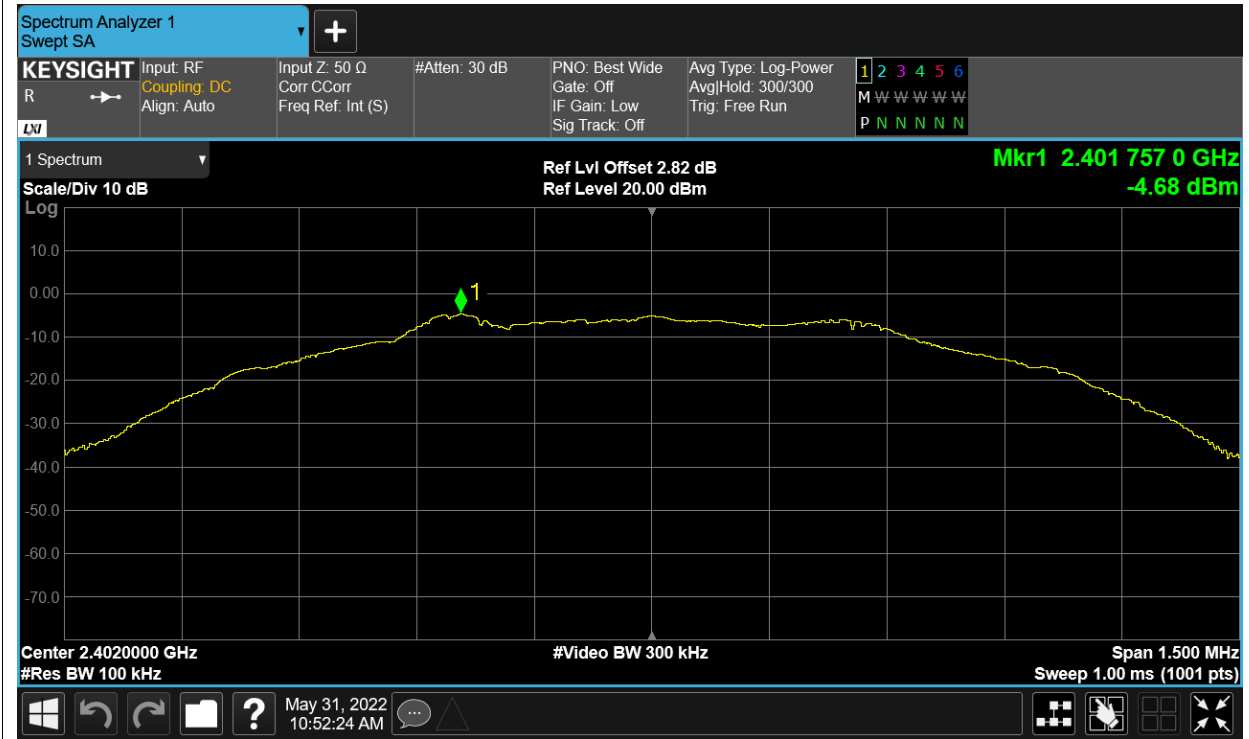 Spectrum Analyzer 1
Swept SA
KEYSIGHT
R
LXI
Input: RF
Coupling: DC
Align: Auto
Input Z: 50 Ω
Corr CCorr
Freq Ref: Int (S)
#Atten: 30 dB
PNO: Best Wide
Gate: Off
IF Gain: Low
Sig Track: Off
Avg Type: Log-Power
Avg|Hold: 300/300
Trig: Free Run
1 2 3 4 5 6
M W W W W W
P N N N N N
1 Spectrum
Scale/Div 10 dB
Ref Lvl Offset 2.82 dB
Ref Level 20.00 dBm
Mkr1 2.401 757 0 GHz
-4.68 dBm
Log
10.0
0.00
1
-10.0
-20.0
-30.0
-40.0
-50.0
-60.0
-70.0
Center 2.4020000 GHz
#Video BW 300 kHz
Span 1.500 MHz
#Res BW 100 kHz
Sweep 1.00 ms (1001 pts)
?
May 31, 2022
10:52:24 AM